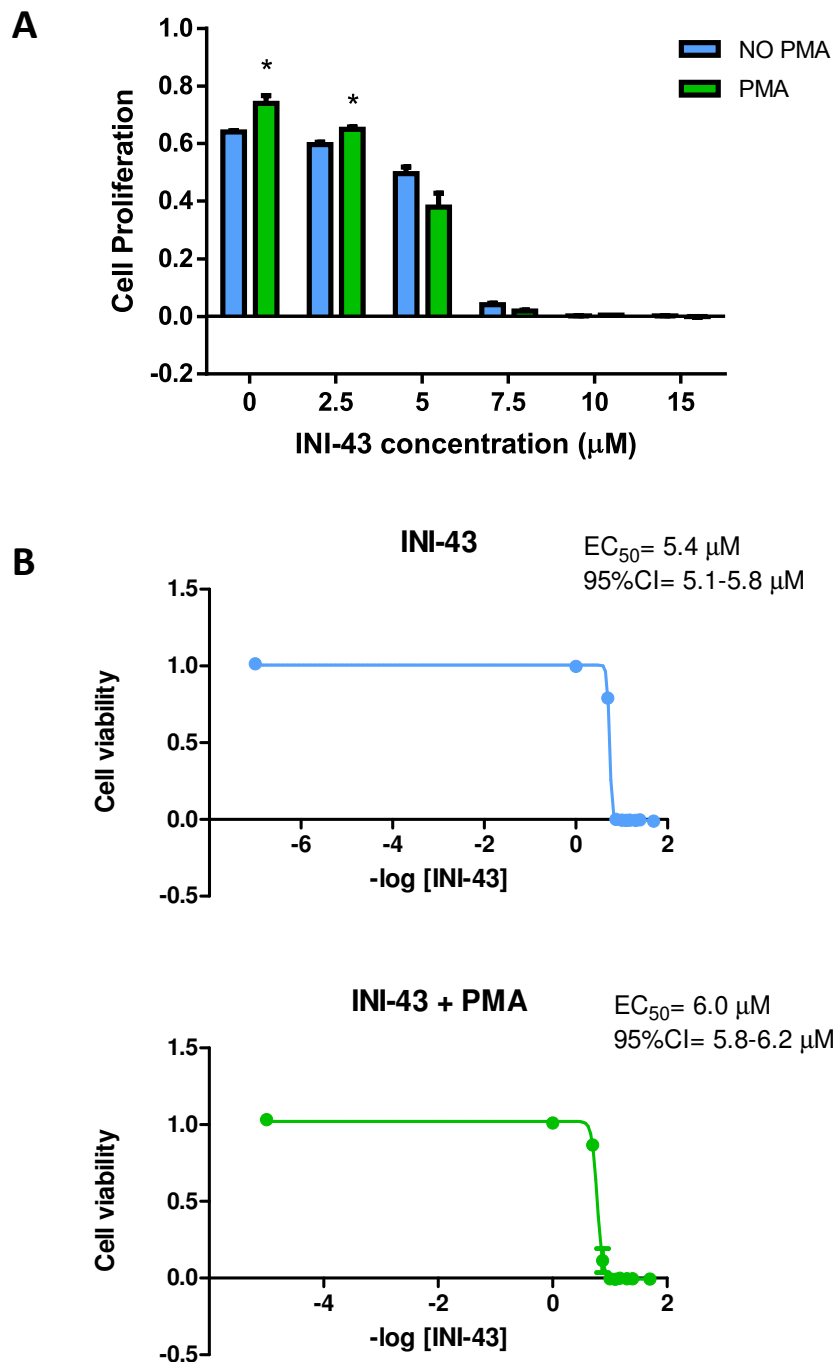 A
1.0
0.8
0.6
0.4
0.2
0.0
-0.2
Cell Proliferation
* *
NO PMA
PMA
0 2.5 5 7.5 10 15
INI-43 concentration (μM)
B
INI-43
EC50= 5.4 μM
95%CI= 5.1-5.8 μM
1.5
1.0
0.5
0.0
-0.5
Cell viability
-6 -4 -2 0 2
-log [INI-43]
INI-43 + PMA
EC50= 6.0 μM
95%CI= 5.8-6.2 μM
1.5
1.0
0.5
0.0
-0.5
Cell viability
-4 -2 0 2
-log [INI-43]